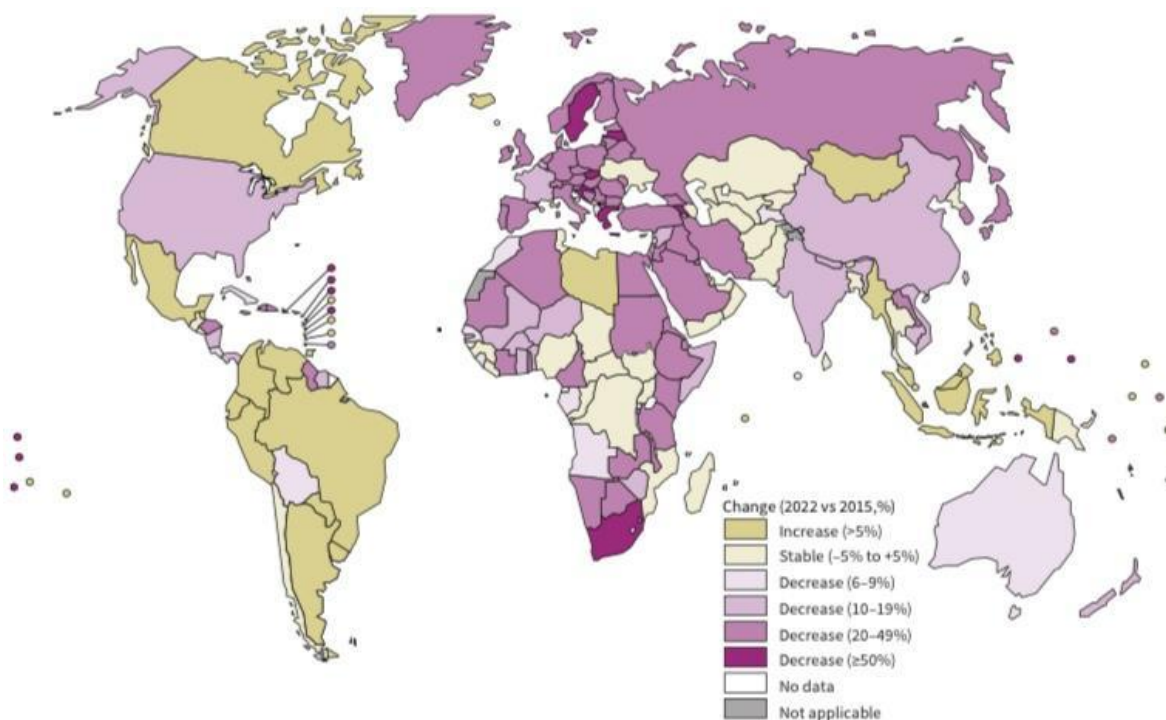 Change (2022 vs 2015,%)
Increase (>5%)
Stable (–5% to +5%)
Decrease (6–9%)
Decrease (10–19%)
Decrease (20–49%)
Decrease (≥50%)
No data
Not applicable